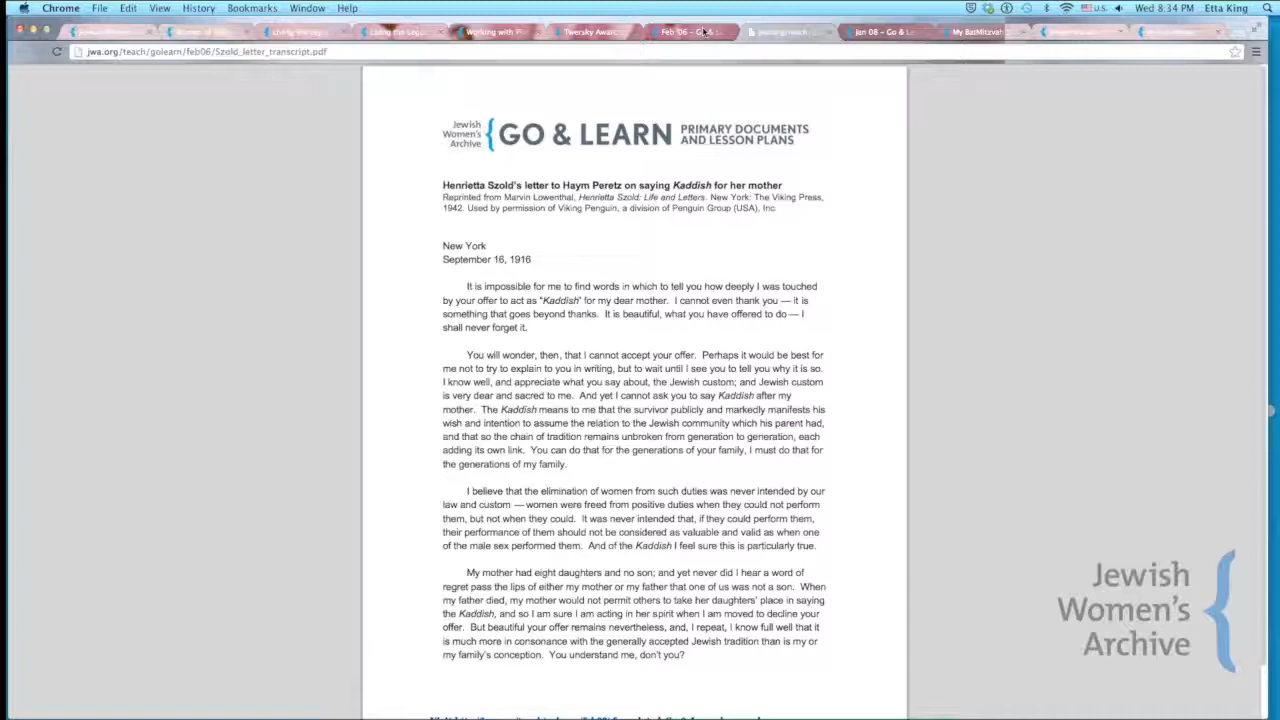 Chrome File Edit View History Bookmarks Window Help U.S. Wed 8:34 PM Etta King
Working with P
Twersky Awar
Feb '06 – Go &
Jan 08 – Go & Le
My BatMitzvah
jwa.org/teach/golearn/feb06/Szold_letter_transcript.pdf
Jewish
Women's
Archive
GO & LEARN
PRIMARY DOCUMENTS
AND LESSON PLANS
Henrietta Szold's letter to Haym Peretz on saying Kaddish for her mother
Reprinted from Marvin Lowenthal, Henrietta Szold: Life and Letters. New York: The Viking Press,
1942. Used by permission of Viking Penguin, a division of Penguin Group (USA), Inc.
New York
September 16, 1916
It is impossible for me to find words in which to tell you how deeply I was touched
by your offer to act as "Kaddish" for my dear mother. I cannot even thank you — it is
something that goes beyond thanks. It is beautiful, what you have offered to do — I
shall never forget it.
You will wonder, then, that I cannot accept your offer. Perhaps it would be best for
me not to try to explain to you in writing, but to wait until I see you to tell you why it is so.
I know well, and appreciate what you say about, the Jewish custom; and Jewish custom
is very dear and sacred to me. And yet I cannot ask you to say Kaddish after my
mother. The Kaddish means to me that the survivor publicly and markedly manifests his
wish and intention to assume the relation to the Jewish community which his parent had,
and that so the chain of tradition remains unbroken from generation to generation, each
adding its own link. You can do that for the generations of your family, I must do that for
the generations of my family.
I believe that the elimination of women from such duties was never intended by our
law and custom — women were freed from positive duties when they could not perform
them, but not when they could. It was never intended that, if they could perform them,
their performance of them should not be considered as valuable and valid as when one
of the male sex performed them. And of the Kaddish I feel sure this is particularly true.
My mother had eight daughters and no son; and yet never did I hear a word of
regret pass the lips of either my mother or my father that one of us was not a son. When
my father died, my mother would not permit others to take her daughters' place in saying
the Kaddish, and so I am sure I am acting in her spirit when I am moved to decline your
offer. But beautiful your offer remains nevertheless, and, I repeat, I know full well that it
is much more in consonance with the generally accepted Jewish tradition than is my or
my family's conception. You understand me, don't you?
Jewish
Women's
Archive